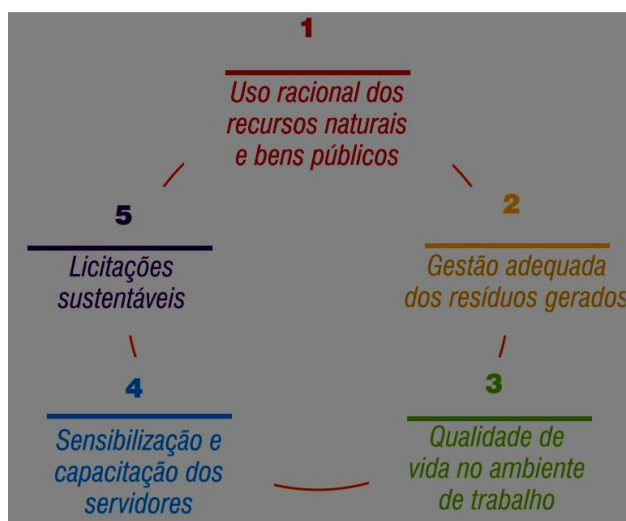 1
Uso racional dos
recursos naturais
e bens públicos
2
Gestão adequada
dos resíduos gerados
3
Qualidade de
vida no ambiente
de trabalho
4
Sensibilização e
capacitação dos
servidores
5
Licitações
sustentáveis